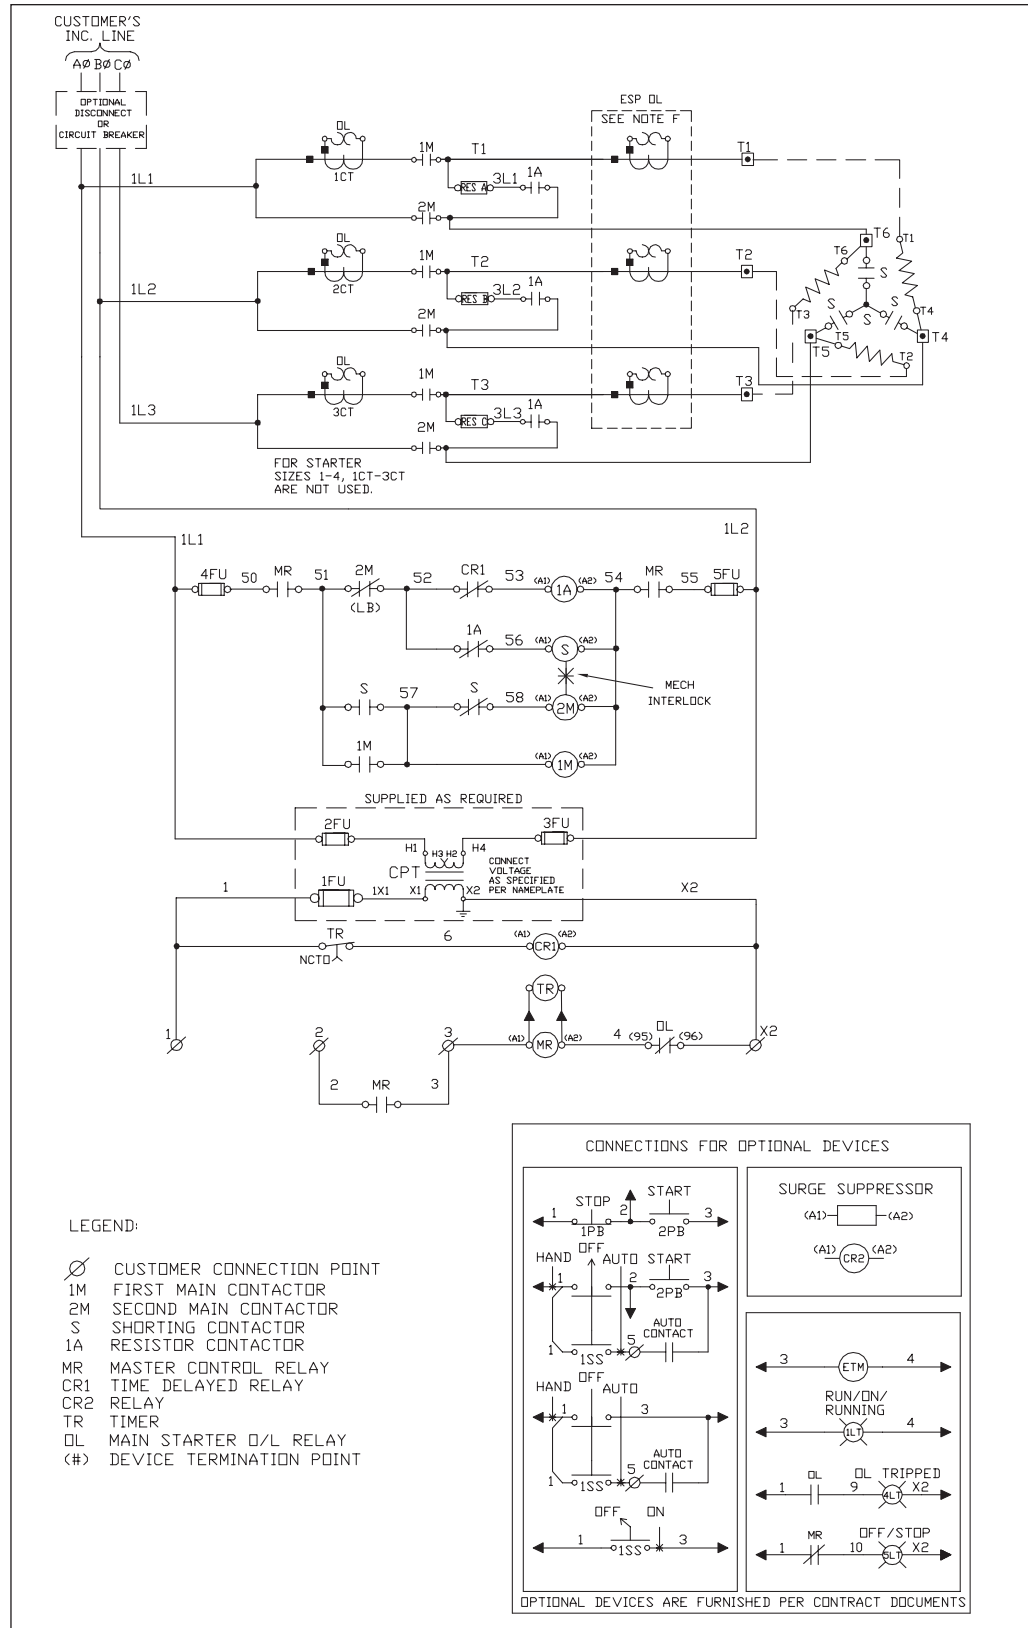 CUSTOMER'S
INC. LINE
AØ BØ CØ
OPTIONAL
DISCONNECT
OR
CIRCUIT BREAKER
ESP OL
SEE NOTE F
OL
1CT
1M
T1
RES A
3L1
1A
2M
1L1
T1
T6
T1
T6
S
OL
2CT
1M
T2
RES B
3L2
1A
2M
1L2
T2
T3
S
S
S
T4
T5
T5
T2
T4
OL
3CT
1M
T3
RES C
3L3
1A
2M
1L3
T3
FOR STARTER
SIZES 1-4, 1CT-3CT
ARE NOT USED.
1L1
1L2
4FU
50
MR
51
2M
(LB)
52
CR1
53
(A1)
1A
(A2)
54
MR
55
5FU
1A
56
(A1)
S
(A2)
MECH
INTERLOCK
S
57
S
58
(A1)
2M
(A2)
1M
(A1)
1M
(A2)
SUPPLIED AS REQUIRED
2FU
3FU
H1
H3 H2
H4
CPT
CONNECT
VOLTAGE
AS SPECIFIED
PER NAMEPLATE
1
1FU
1X1
X1
X2
X2
TR
NCTO
6
(A1)
CR1
(A2)
TR
1
2
3
(A1)
MR
(A2)
4
(95)
OL
(96)
X2
2
MR
3
LEGEND:
CUSTOMER CONNECTION POINT
1M FIRST MAIN CONTACTOR
2M SECOND MAIN CONTACTOR
S SHORTING CONTACTOR
1A RESISTOR CONTACTOR
MR MASTER CONTROL RELAY
CR1 TIME DELAYED RELAY
CR2 RELAY
TR TIMER
OL MAIN STARTER O/L RELAY
(#) DEVICE TERMINATION POINT
CONNECTIONS FOR OPTIONAL DEVICES
1
STOP
1PB
2
START
2PB
3
HAND
OFF
AUTO
START
1
2
2PB
3
AUTO
CONTACT
1
1SS
5
HAND
OFF
AUTO
1
3
AUTO
CONTACT
1
1SS
5
OFF
ON
1
1SS
3
SURGE SUPPRESSOR
(A1)
(A2)
(A1)
CR2
(A2)
3
ETM
4
RUN/ON/
RUNNING
3
1LT
4
1
OL
9
OL TRIPPED
4LT
X2
1
MR
10
OFF/STOP
5LT
X2
OPTIONAL DEVICES ARE FURNISHED PER CONTRACT DOCUMENTS